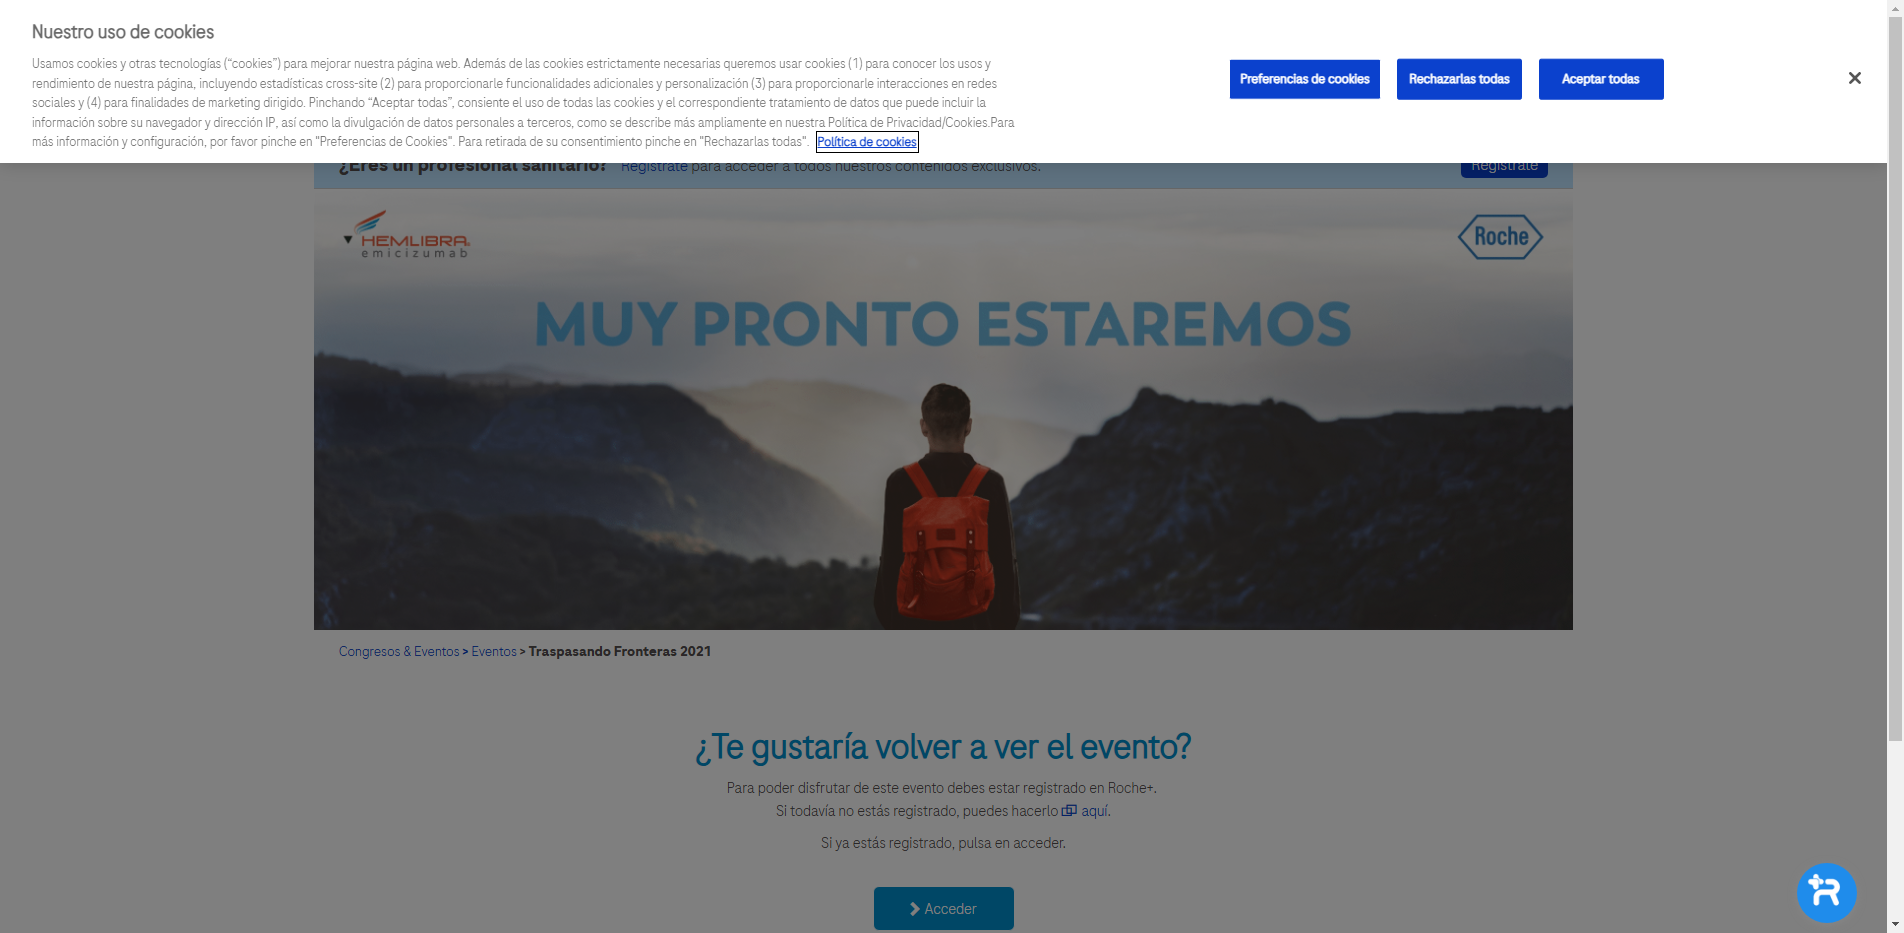 Nuestro uso de cookies
Usamos cookies y otras tecnologías (“cookies”) para mejorar nuestra página web. Además de las cookies estrictamente necesarias queremos usar cookies (1) para conocer los usos y
rendimiento de nuestra página, incluyendo estadísticas cross-site (2) para proporcionarle funcionalidades adicionales y personalización (3) para proporcionarle interacciones en redes
sociales y (4) para finalidades de marketing dirigido. Pinchando “Aceptar todas”, consiente el uso de todas las cookies y el correspondiente tratamiento de datos que puede incluir la
información sobre su navegador y dirección IP, así como la divulgación de datos personales a terceros, como se describe más ampliamente en nuestra Política de Privacidad/Cookies.Para
más información y configuración, por favor pinche en "Preferencias de Cookies". Para retirada de su consentimiento pinche en "Rechazarlas todas". Política de cookies
Preferencias de cookies
Rechazarlas todas
Aceptar todas
¿Eres un profesional sanitario? Regístrate para acceder a todos nuestros contenidos exclusivos.
Regístrate
HEMLIBRA
emicizumab
Roche
MUY PRONTO ESTAREMOS
Congresos & Eventos > Eventos > Traspasando Fronteras 2021
¿Te gustaría volver a ver el evento?
Para poder disfrutar de este evento debes estar registrado en Roche+.
Si todavía no estás registrado, puedes hacerlo aquí.
Si ya estás registrado, pulsa en acceder.
Acceder